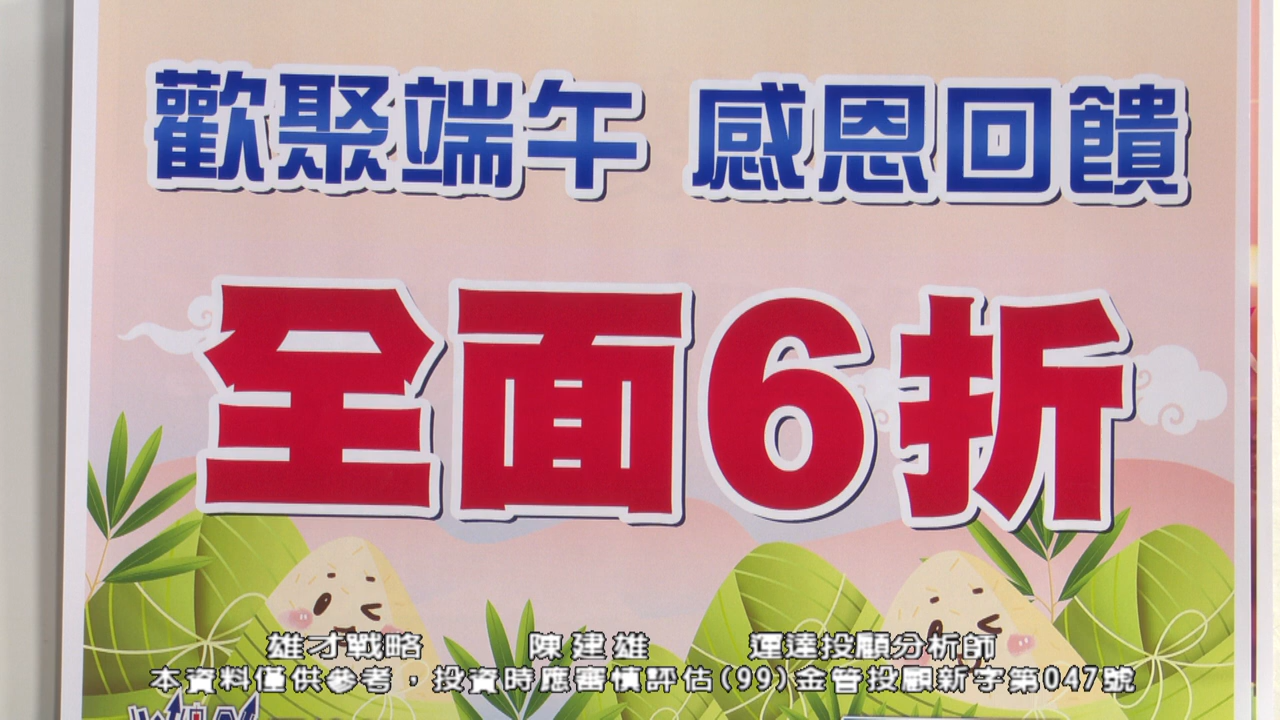 歡聚端午 感恩回饋
全面6折
雄才戰略 陳建雄 運達投顧分析師
本資料僅供參考，投資時應審慎評估(99)金管投顧新字第047號